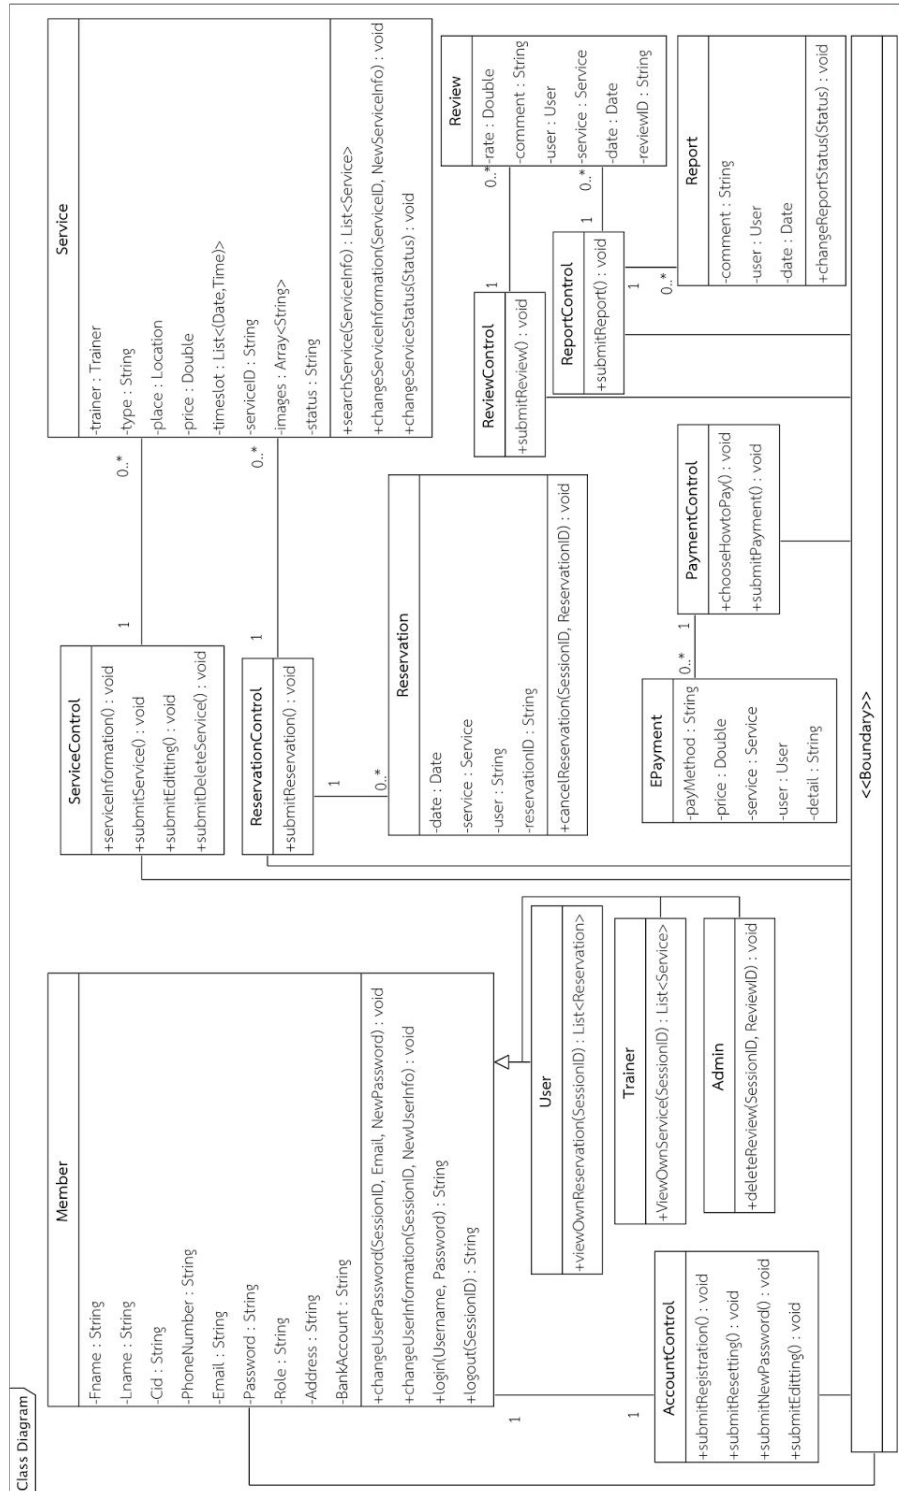 Class Diagram
Member
-Fname : String
-Lname : String
-Cid : String
-PhoneNumber : String
-Email : String
-Password : String
-Role : String
-Address : String
-BankAccount : String
+changeUserPassword(SessionID, Email, NewPassword) : void
+changeUserInformation(SessionID, NewUserInfo) : void
+login(Username, Password) : String
+logout(SessionID) : String
1
1
AccountControl
+submitRegistration() : void
+submitResetting() : void
+submitNewPassword() : void
+submitEditting() : void
User
+viewOwnReservation(SessionID) : List<Reservation>
Trainer
+ViewOwnService(SessionID) : List<Service>
Admin
+deleteReview(SessionID, ReviewID) : void
ServiceControl
+serviceInformation() : void
+submitService() : void
+submitEditting() : void
+submitDeleteService() : void
1
0..*
ReservationControl
+submitReservation() : void
1
0..*
1
0..*
Reservation
-date : Date
-service : Service
-user : String
-reservationID : String
+cancelReservation(SessionID, ReservationID) : void
Service
-trainer : Trainer
-type : String
-place : Location
-price : Double
-timeslot : List<(Date,Time)>
-serviceID : String
-images : Array<String>
-status : String
+searchService(ServiceInfo) : List<Service>
+changeServiceInformation(ServiceID, NewServiceInfo) : void
+changeServiceStatus(Status) : void
EPayment
-payMethod : String
-price : Double
-service : Service
-user : User
-detail : String
0..*
1
PaymentControl
+chooseHowtoPay() : void
+submitPayment() : void
ReviewControl
+submitReview() : void
1
0..*
Review
-rate : Double
-comment : String
-user : User
-service : Service
-date : Date
-reviewID : String
ReportControl
+submitReport() : void
1
0..*
1
0..*
Report
-comment : String
-user : User
-date : Date
+changeReportStatus(Status) : void
<<Boundary>>